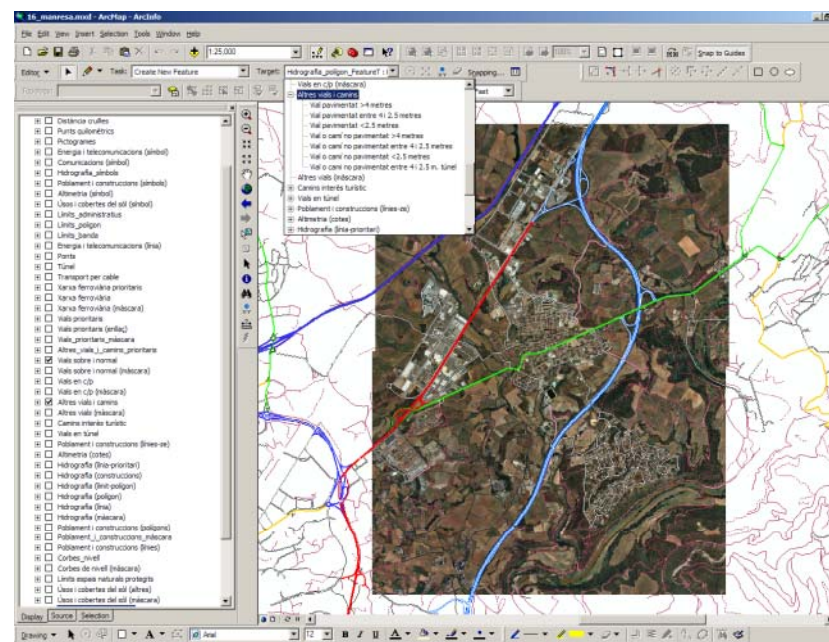 16_manresa.mxd - ArcMap - ArcInfo
File Edit View Insert Selection Tools Window Help
1:25.000
Snap to Guides
Editor Task: Create New Feature Target: Hidrografia_poligon_FeatureT : Snapping...
Vials en c/p (màscara)
Altres vials i camins
Vial pavimentat >4 metres
Vial pavimentat entre 4 i 2.5 metres
Vial pavimentat <2.5 metres
Vial o camí no pavimentat >4 metres
Vial o camí no pavimentat entre 4 i 2.5 metres
Vial o camí no pavimentat <2.5 metres
Vial o camí no pavimentat entre 4 i 2.5 m. túnel
Altres vials (màscara)
Camins interès turístic
Vials en túnel
Poblament i construccions (línies-ze)
Altimetria (cotes)
Hidrografia (línia-prioritari)
Distància cruïlles
Punts quilomètrics
Pictogrames
Energia i telecomunicacions (símbol)
Comunicacions (símbol)
Hidrografia_símbols
Poblament i construccions (símbols)
Altimetria (símbol)
Usos i cobertes del sòl (símbol)
Límits_administratius
Límits_polígon
Límits_banda
Energia i telecomunicacions (línia)
Ponts
Túnel
Transport per cable
Xarxa ferroviària prioritaris
Xarxa ferroviària
Xarxa ferroviària (màscara)
Vials prioritaris
Vials prioritaris (enllaç)
Vials_prioritaris_màscara
Altres_vials_i_camins_prioritaris
Vials sobre i normal
Vials sobre i normal (màscara)
Vials en c/p
Vials en c/p (màscara)
Altres vials i camins
Altres vials (màscara)
Camins interès turístic
Vials en túnel
Poblament i construccions (línies-ze)
Altimetria (cotes)
Hidrografia (línia-prioritari)
Hidrografia (construccions)
Hidrografia (límit-polígon)
Hidrografia (polígon)
Hidrografia (línia)
Hidrografia (màscara)
Poblament i construccions (polígons)
Poblament_i_construccions_màscara
Poblament i construccions (línies)
Corbes_nivell
Corbes de nivell (màscara)
Límits espais naturals protegits
Usos i cobertes del sòl (altres)
Usos i cobertes del sòl (màscara)
Display Source Selection
Drawing Arial 12 B I U A